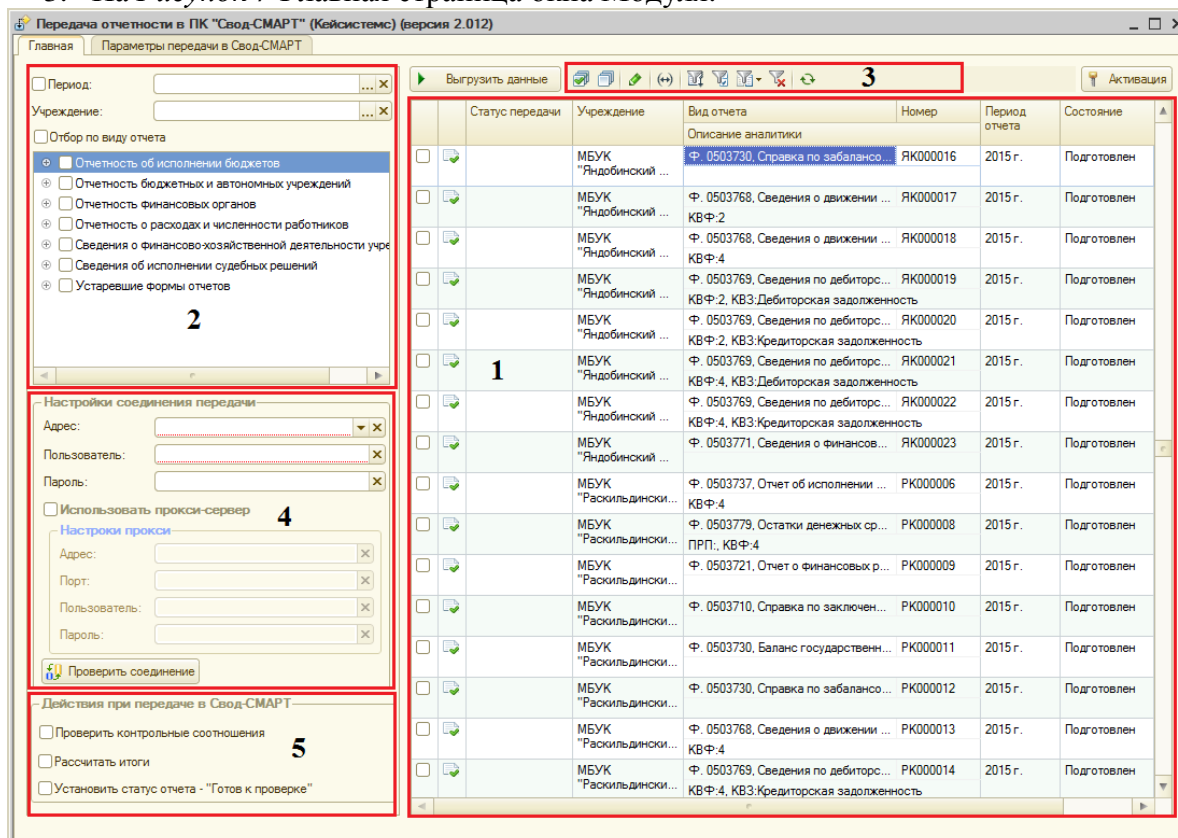 Передача отчетности в ПК "Свод-СМАРТ" (Кейсистемс) (версия 2.012)
Главная Параметры передачи в Свод-СМАРТ
Период:
Учреждение:
Отбор по виду отчета
Отчетность об исполнении бюджетов
Отчетность бюджетных и автономных учреждений
Отчетность финансовых органов
Отчетность о расходах и численности работников
Сведения о финансово-хозяйственной деятельности учре
Сведения об исполнении судебных решений
Устаревшие формы отчетов
2
Настройки соединения передачи
Адрес:
Пользователь:
Пароль:
Использовать прокси-сервер
4
Настроки прокси
Адрес:
Порт:
Пользователь:
Пароль:
Проверить соединение
Действия при передаче в Свод-СМАРТ
Проверить контрольные соотношения
5
Рассчитать итоги
Установить статус отчета - "Готов к проверке"
Выгрузить данные 3 Активация
Статус передачи Учреждение Вид отчета Номер Период отчета Состояние
Описание аналитики
МБУК "Яндобинский ... Ф. 0503730, Справка по забалансо... ЯК000016 2015 г. Подготовлен
МБУК "Яндобинский ... Ф. 0503768, Сведения о движении ... ЯК000017 2015 г. Подготовлен
КВФ:2
МБУК "Яндобинский ... Ф. 0503768, Сведения о движении ... ЯК000018 2015 г. Подготовлен
КВФ:4
МБУК "Яндобинский ... Ф. 0503769, Сведения по дебиторс... ЯК000019 2015 г. Подготовлен
КВФ:2, КВЗ:Дебиторская задолженность
МБУК "Яндобинский ... Ф. 0503769, Сведения по дебиторс... ЯК000020 2015 г. Подготовлен
КВФ:2, КВЗ:Кредиторская задолженность
1
МБУК "Яндобинский ... Ф. 0503769, Сведения по дебиторс... ЯК000021 2015 г. Подготовлен
КВФ:4, КВЗ:Дебиторская задолженность
МБУК "Яндобинский ... Ф. 0503769, Сведения по дебиторс... ЯК000022 2015 г. Подготовлен
КВФ:4, КВЗ:Кредиторская задолженность
МБУК "Яндобинский ... Ф. 0503771, Сведения о финансов... ЯК000023 2015 г. Подготовлен
МБУК "Раскильдински... Ф. 0503737, Отчет об исполнении ... РК000006 2015 г. Подготовлен
КВФ:4
МБУК "Раскильдински... Ф. 0503779, Остатки денежных ср... РК000008 2015 г. Подготовлен
ПРП:, КВФ:4
МБУК "Раскильдински... Ф. 0503721, Отчет о финансовых р... РК000009 2015 г. Подготовлен
МБУК "Раскильдински... Ф. 0503710, Справка по заключен... РК000010 2015 г. Подготовлен
МБУК "Раскильдински... Ф. 0503730, Баланс государственн... РК000011 2015 г. Подготовлен
МБУК "Раскильдински... Ф. 0503730, Справка по забалансо... РК000012 2015 г. Подготовлен
МБУК "Раскильдински... Ф. 0503768, Сведения о движении ... РК000013 2015 г. Подготовлен
КВФ:4
МБУК "Раскильдински... Ф. 0503769, Сведения по дебиторс... РК000014 2015 г. Подготовлен
КВФ:4, КВЗ:Кредиторская задолженность